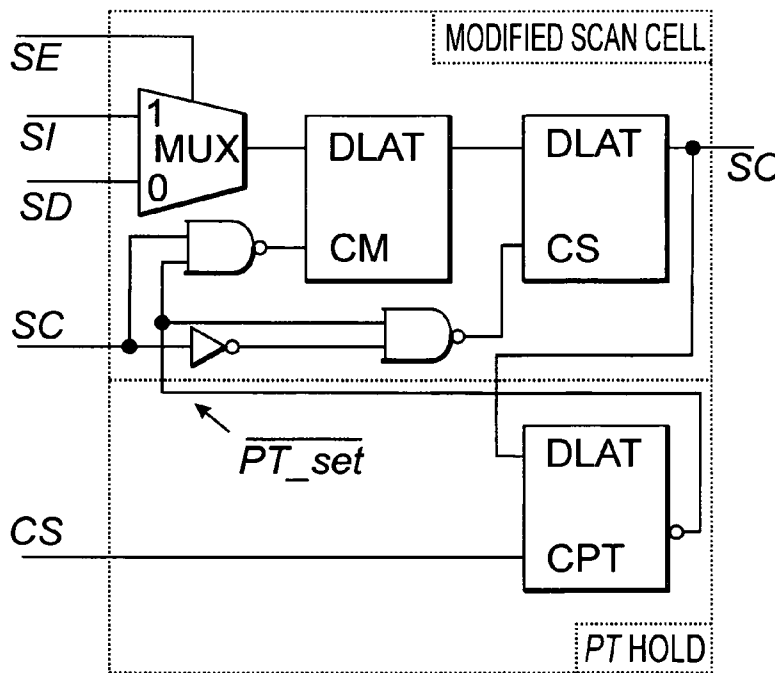 MODIFIED SCAN CELL
SE
SI
1
MUX
0
SD
DLAT
CM
DLAT
CS
SO
SC
PT_set
DLAT
CPT
CS
PT HOLD